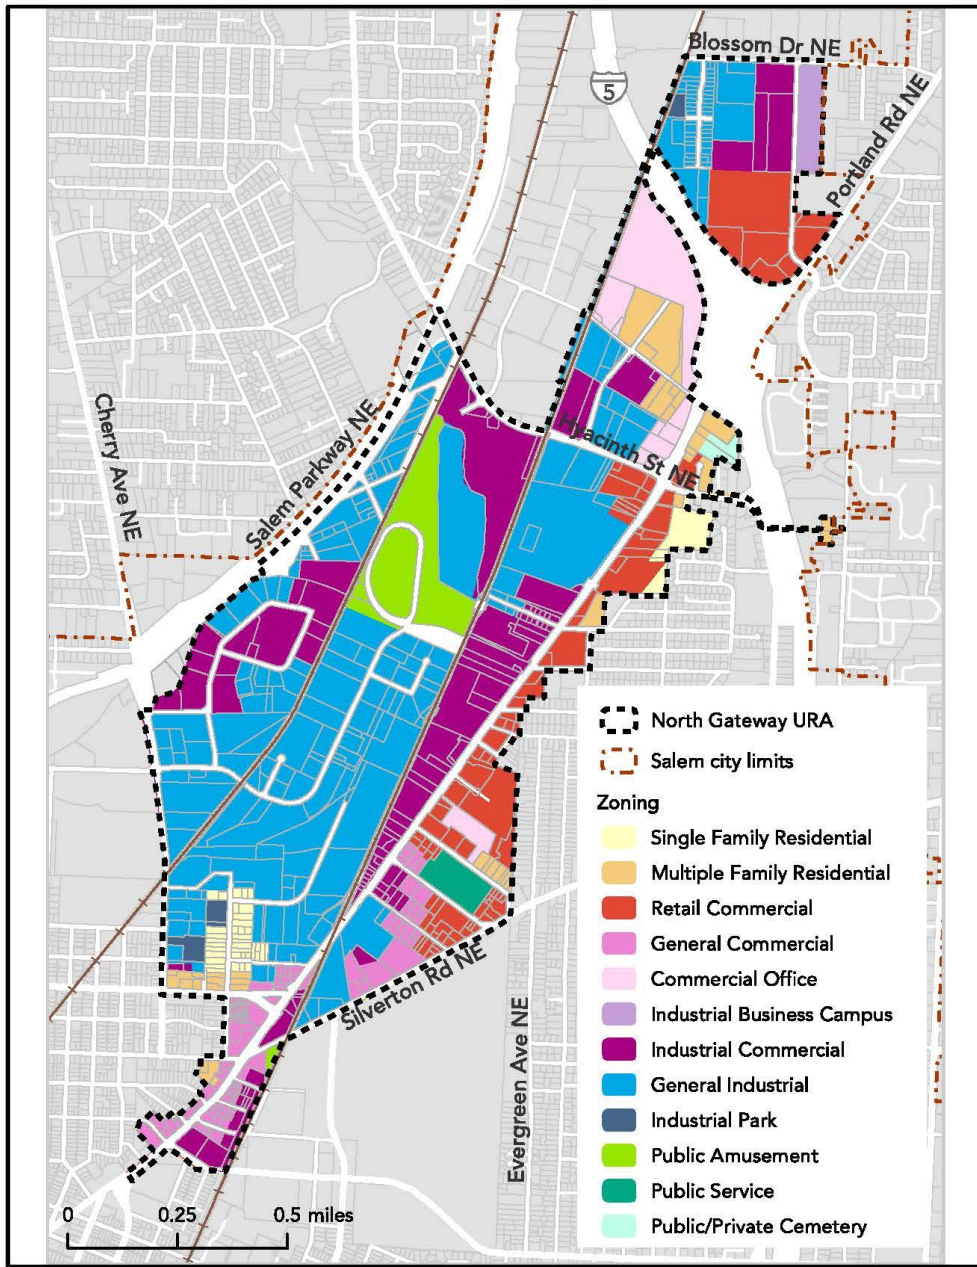 Blossom Dr NE
5
Portland Rd NE
Cherry Ave NE
Salem Parkway NE
Hyacinth St NE
Silverton Rd NE
Evergreen Ave NE
North Gateway URA
Salem city limits
Zoning
Single Family Residential
Multiple Family Residential
Retail Commercial
General Commercial
Commercial Office
Industrial Business Campus
Industrial Commercial
General Industrial
Industrial Park
Public Amusement
Public Service
Public/Private Cemetery
0 0.25 0.5 miles